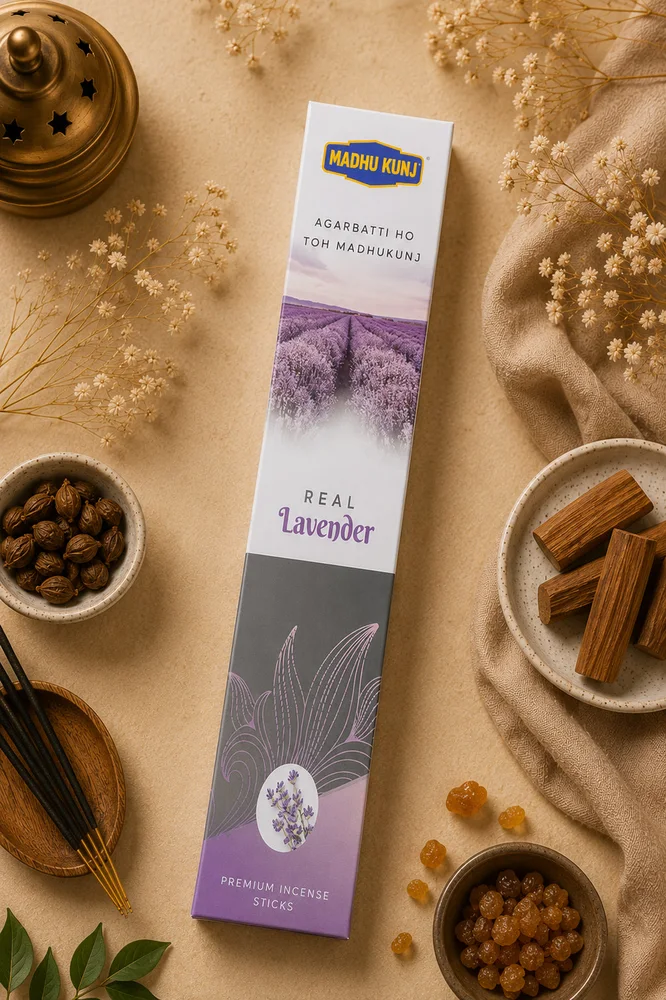 MADHU KUNJ
AGARBATTI HO
TOH MADHUKUNJ
REAL
Lavender
PREMIUM INCENSE
STICKS